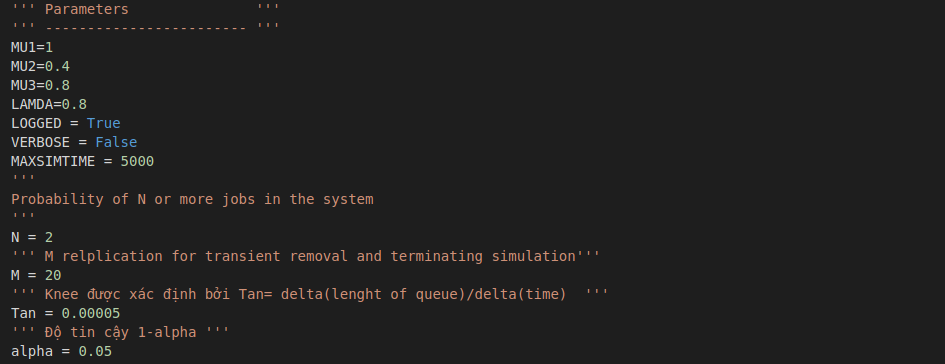 ''' Parameters               '''
''' ------------------------ '''
MU1=1
MU2=0.4
MU3=0.8
LAMDA=0.8
LOGGED = True
VERBOSE = False
MAXSIMTIME = 5000
'''
Probability of N or more jobs in the system
'''
N = 2
''' M relplication for transient removal and terminating simulation'''
M = 20
''' Knee được xác định bởi Tan= delta(lenght of queue)/delta(time)  '''
Tan = 0.00005
''' Độ tin cậy 1-alpha '''
alpha = 0.05